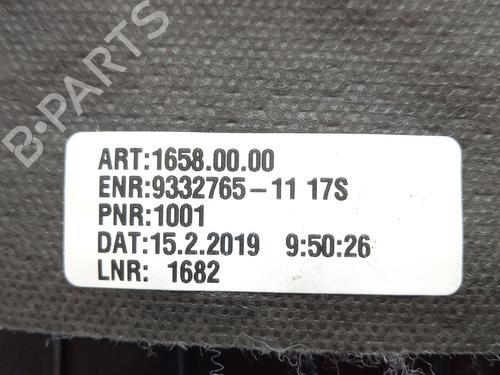 B-PARTS
ART:1658.00.00
ENR:9332765-11 17S
PNR:1001
DAT:15.2.2019 9:50:26
LNR: 1682